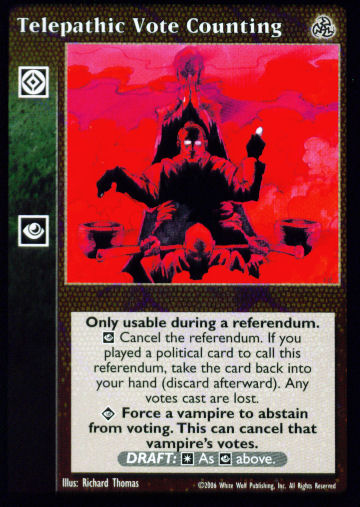 Telepathic Vote Counting
Only usable during a referendum.
Cancel the referendum. If you
played a political card to call this
referendum, take the card back into
your hand (discard afterward). Any
votes cast are lost.
Force a vampire to abstain
from voting. This can cancel that
vampire's votes.
DRAFT: As above.
Illus: Richard Thomas
©2006 White Wolf Publishing, Inc. All Rights Reserved